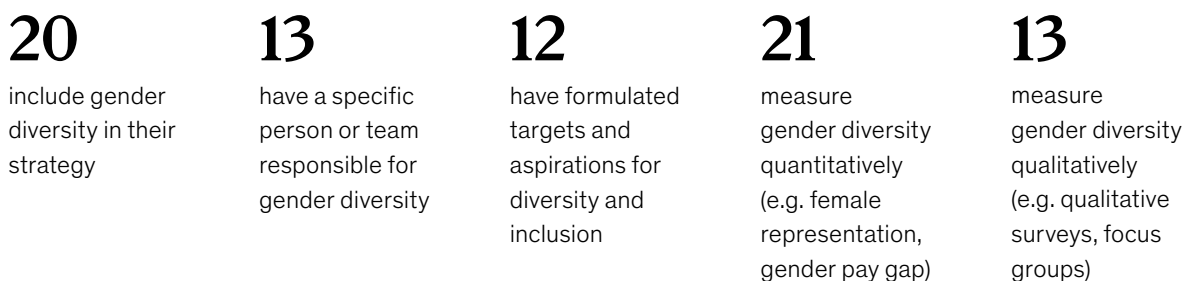 20
include gender
diversity in their
strategy
13
have a specific
person or team
responsible for
gender diversity
12
have formulated
targets and
aspirations for
diversity and
inclusion
21
measure
gender diversity
quantitatively
(e.g. female
representation,
gender pay gap)
13
measure
gender diversity
qualitatively
(e.g. qualitative
surveys, focus
groups)